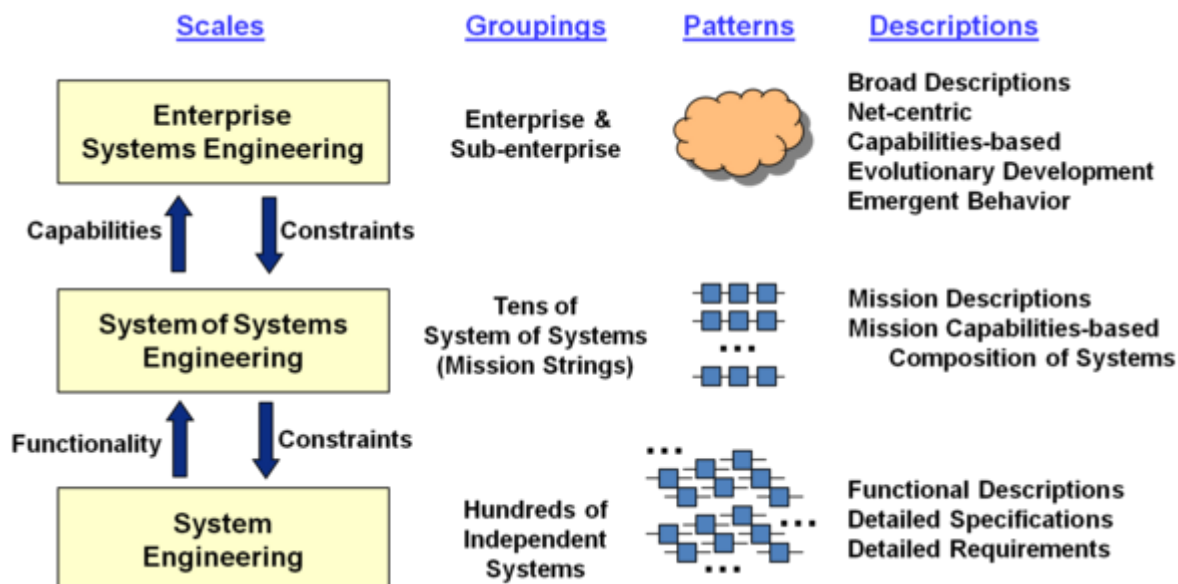 Scales
Groupings
Patterns
Descriptions
Enterprise
Systems Engineering
Enterprise &
Sub-enterprise
Broad Descriptions
Net-centric
Capabilities-based
Evolutionary Development
Emergent Behavior
Capabilities
Constraints
System of Systems
Engineering
Tens of
System of Systems
(Mission Strings)
Mission Descriptions
Mission Capabilities-based
Composition of Systems
Functionality
Constraints
System
Engineering
Hundreds of
Independent
Systems
Functional Descriptions
Detailed Specifications
Detailed Requirements